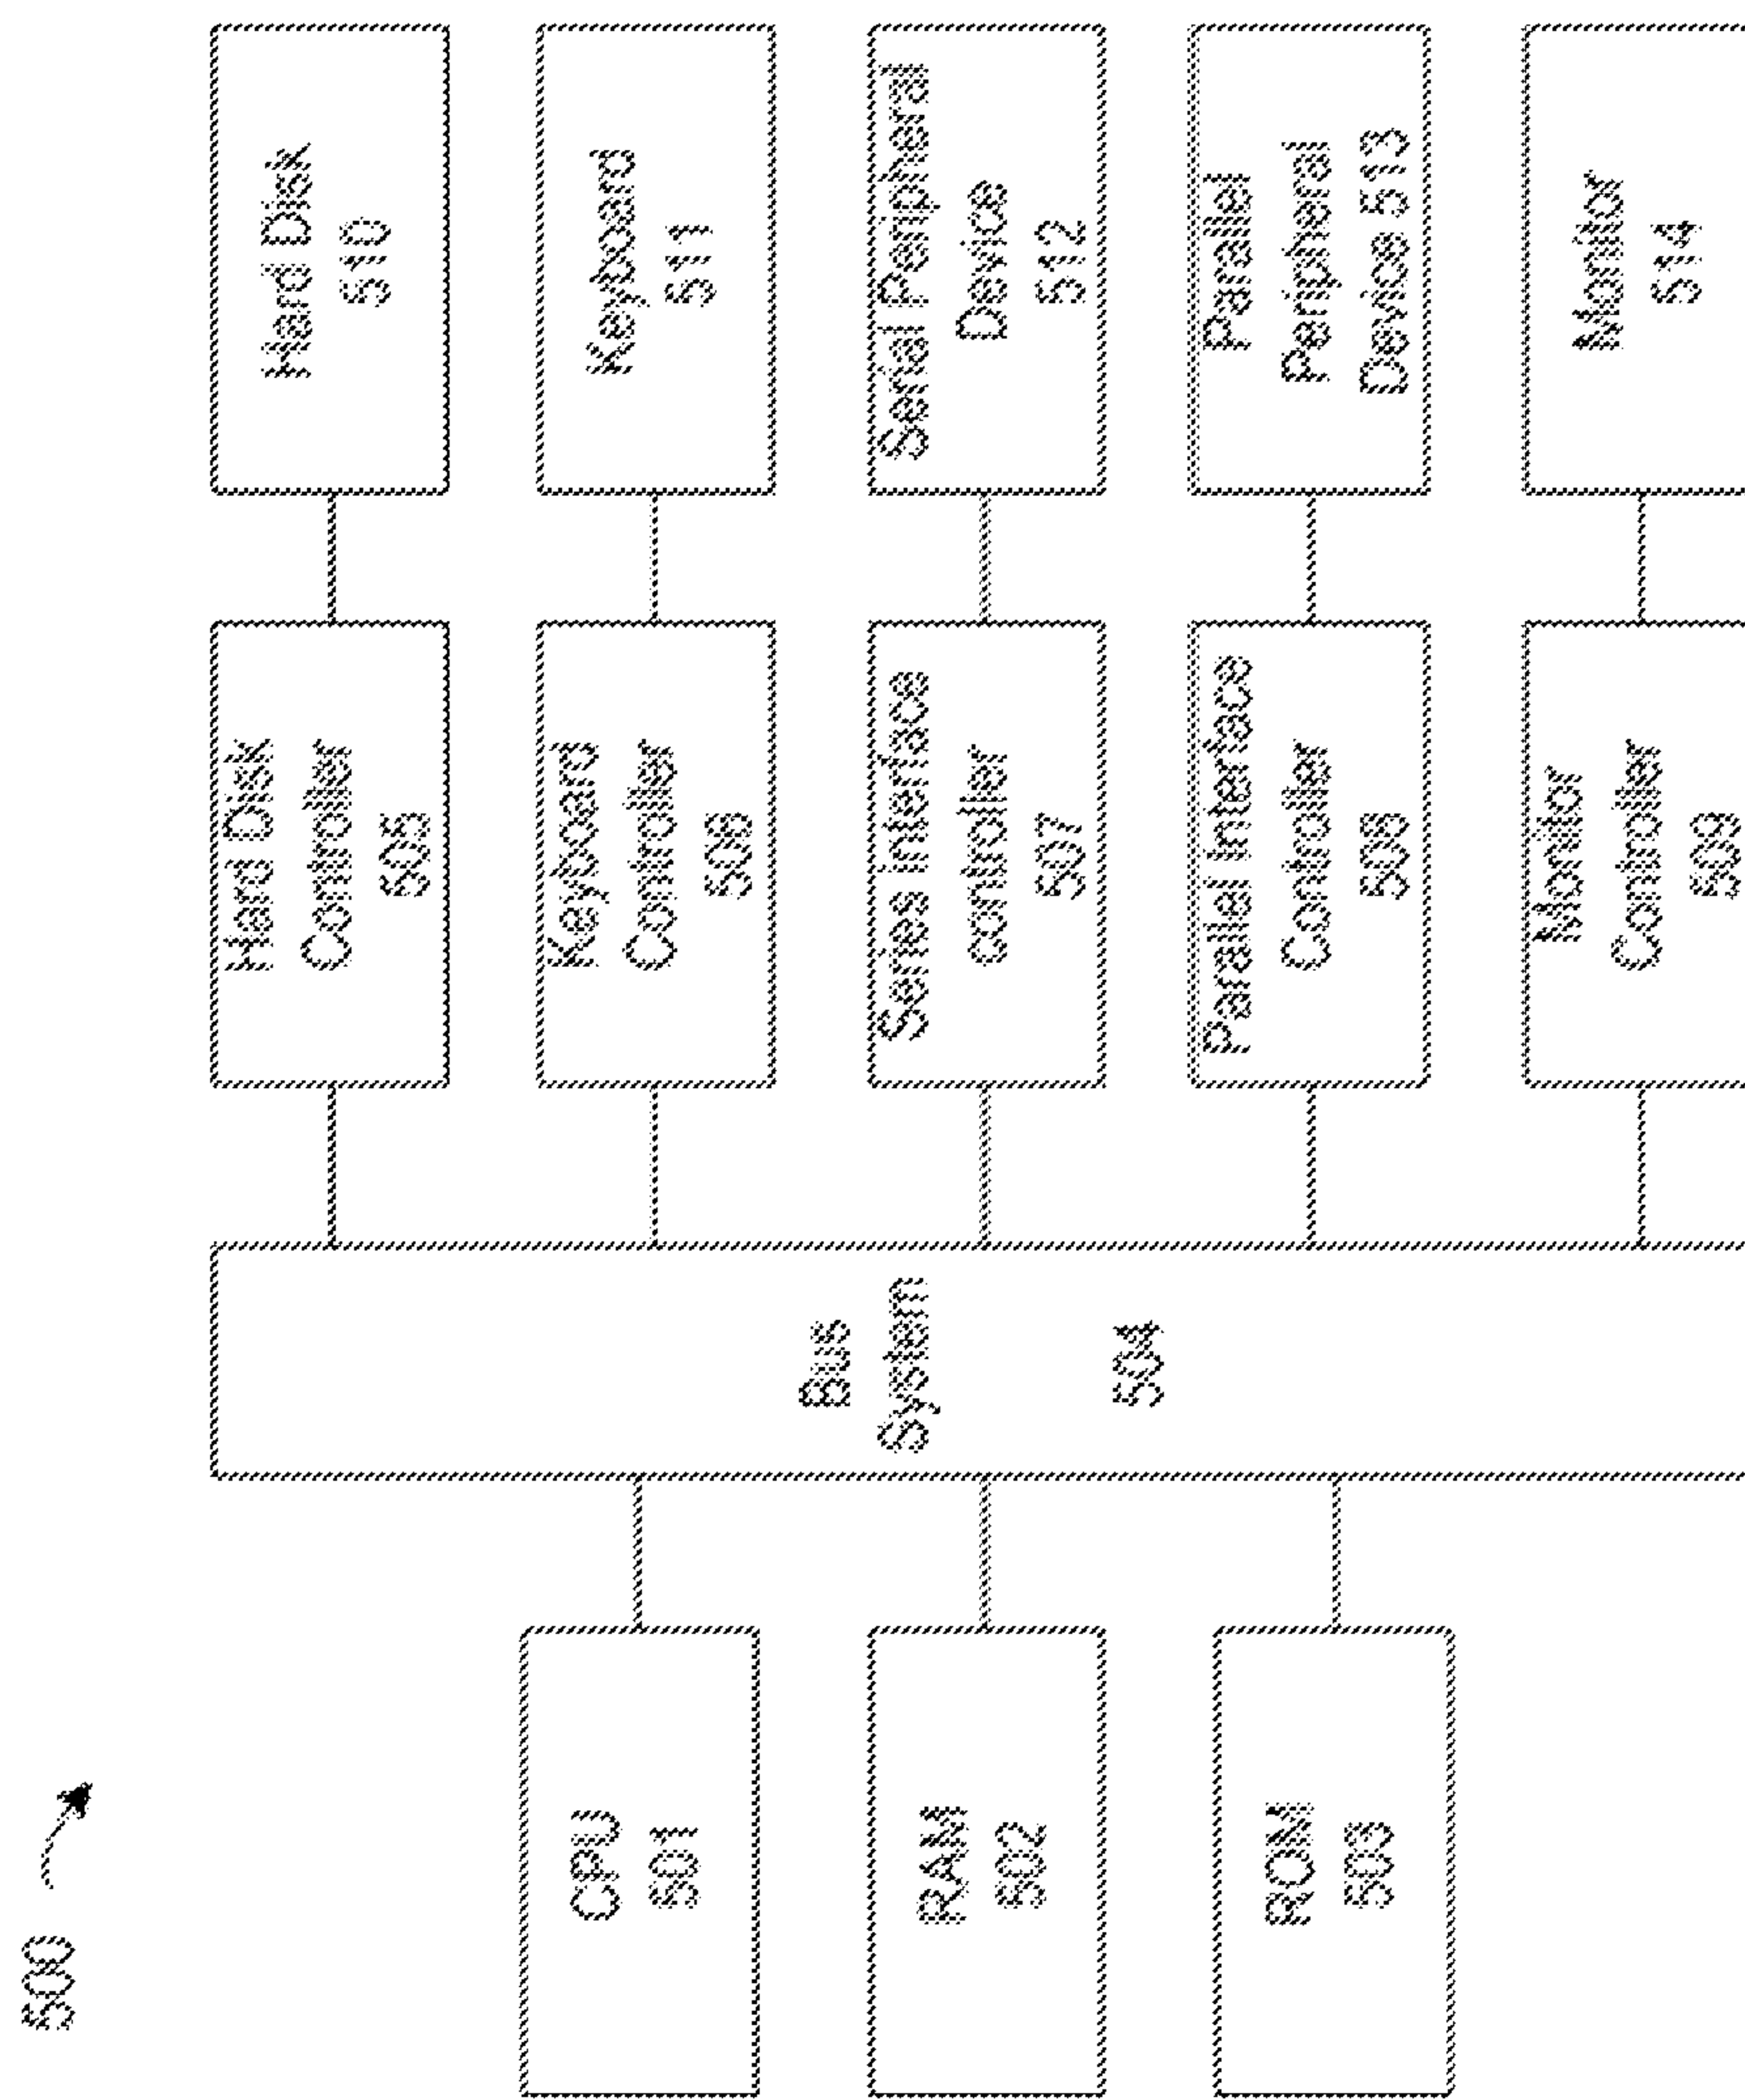 500
CPU
501
RAM
502
ROM
503
Bus
System
504
Hard Disk
Controller
505
Keyboard
Controller
506
Series Interface
controller
507
Parallel Interface
Controller
508
Monitor
Controller
509
Hard Disk
510
Keyboard
511
Serial Peripheral
Device
512
Parallel
Peripheral
Device 513
Monitor
514